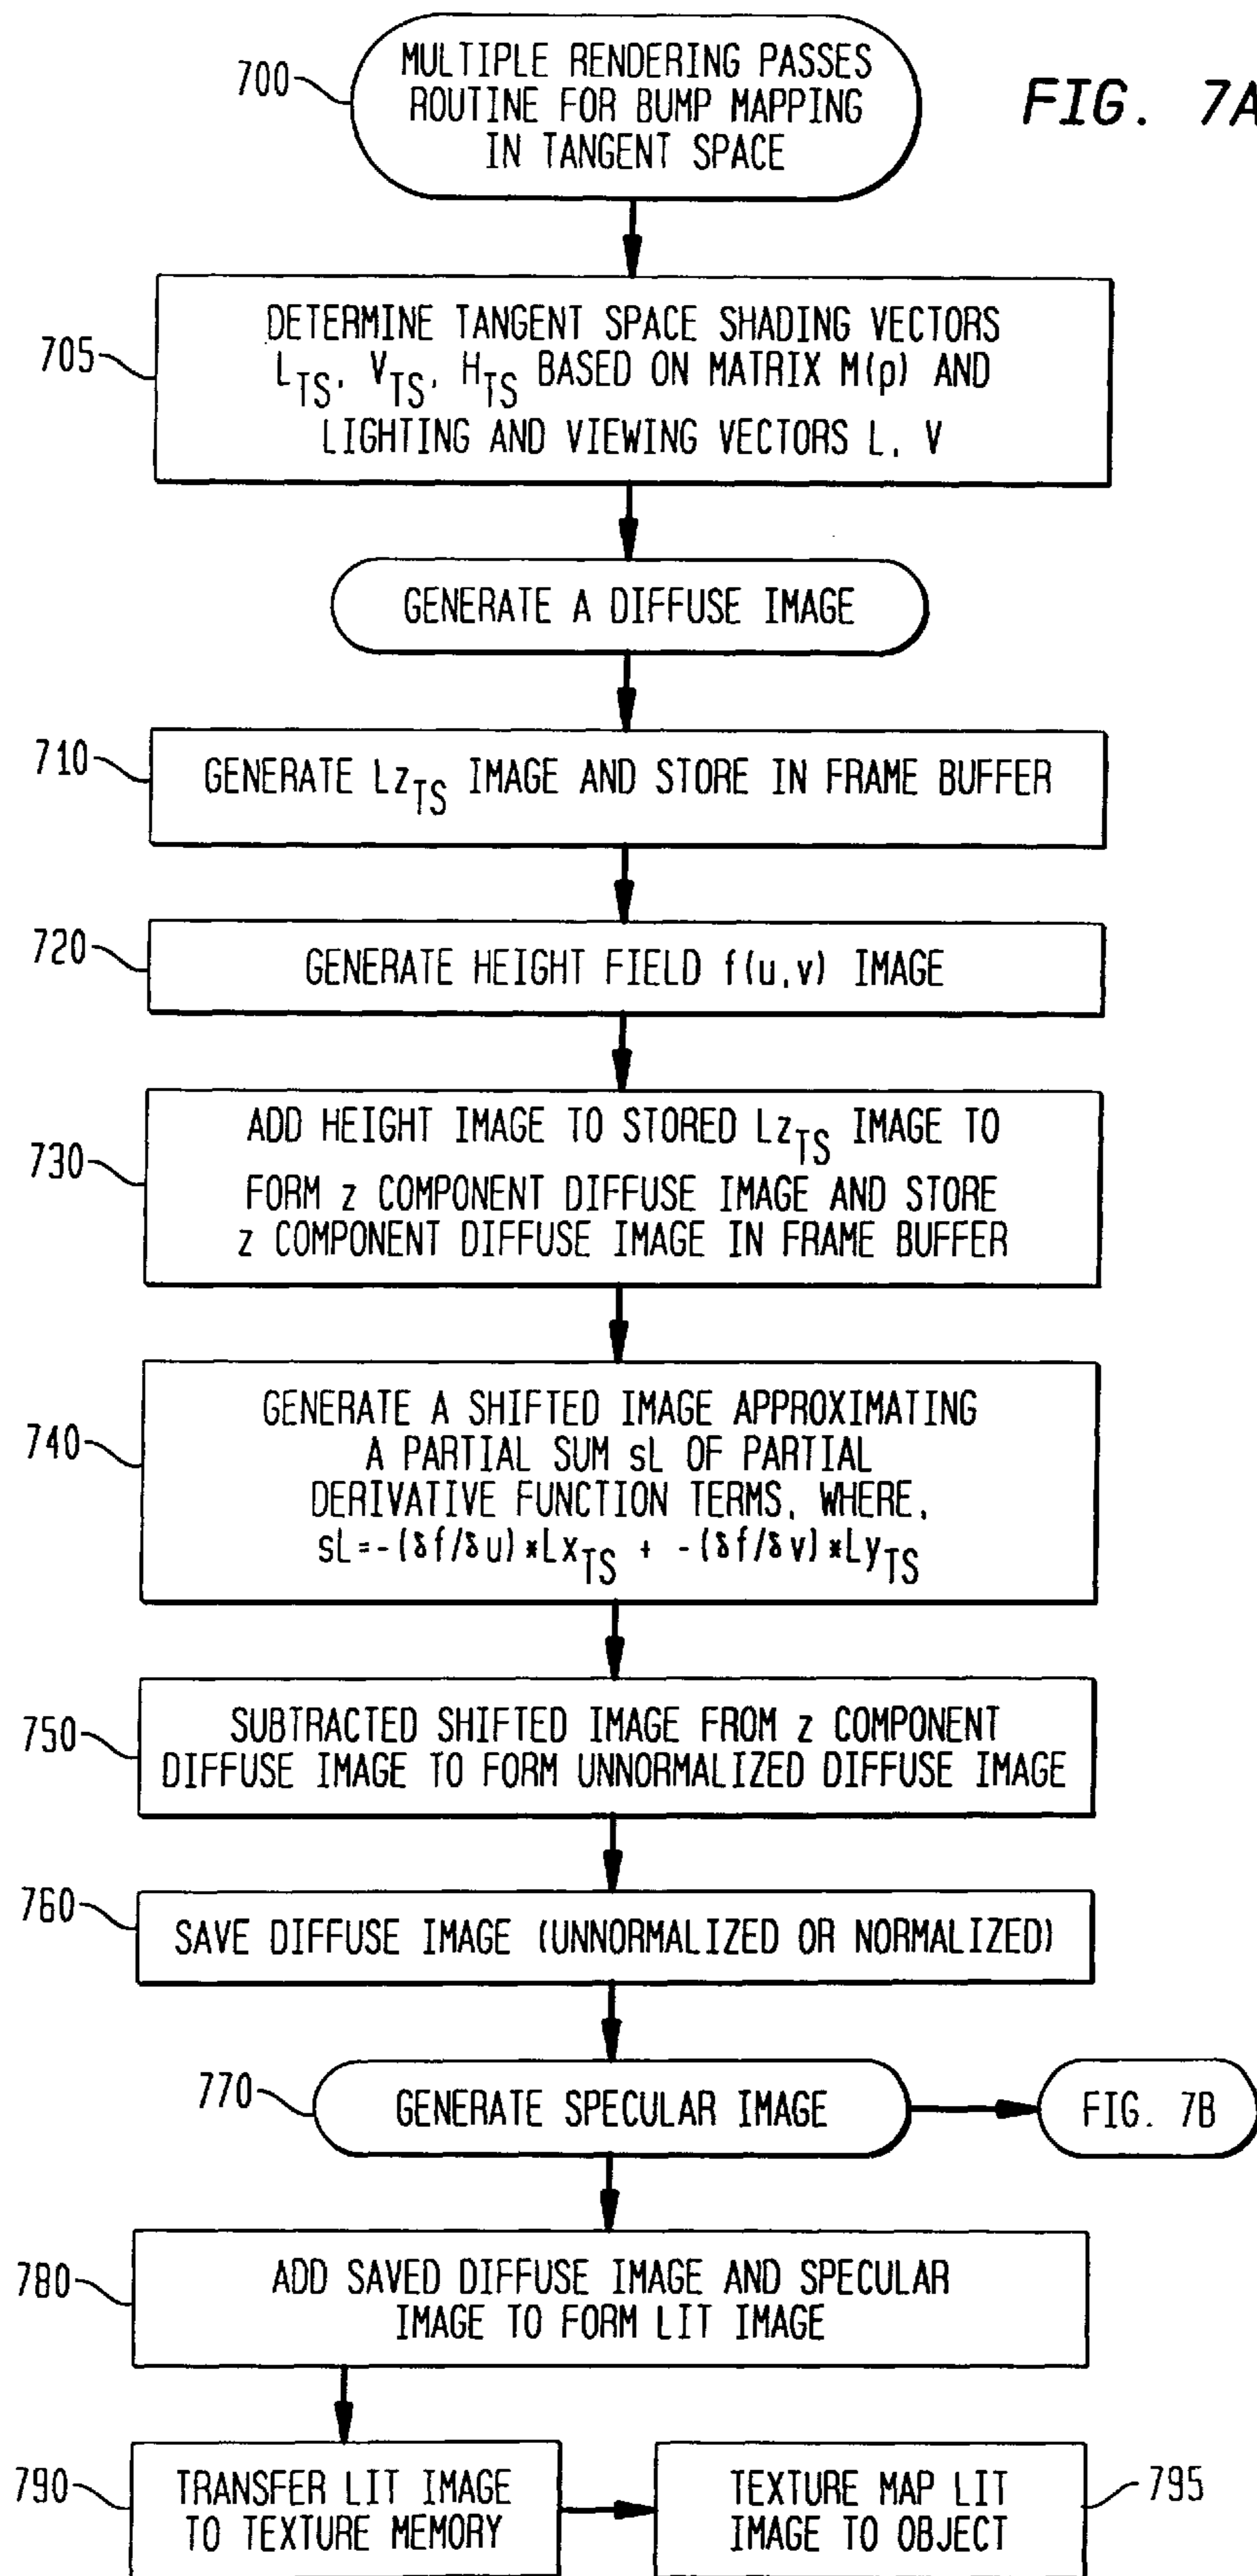 FIG. 7A
700
MULTIPLE RENDERING PASSES
ROUTINE FOR BUMP MAPPING
IN TANGENT SPACE
705
DETERMINE TANGENT SPACE SHADING VECTORS
LTS, VTS, HTS BASED ON MATRIX M(p) AND
LIGHTING AND VIEWING VECTORS L, V
GENERATE A DIFFUSE IMAGE
710
GENERATE LzTS IMAGE AND STORE IN FRAME BUFFER
720
GENERATE HEIGHT FIELD f(u,v) IMAGE
730
ADD HEIGHT IMAGE TO STORED LzTS IMAGE TO
FORM z COMPONENT DIFFUSE IMAGE AND STORE
z COMPONENT DIFFUSE IMAGE IN FRAME BUFFER
740
GENERATE A SHIFTED IMAGE APPROXIMATING
A PARTIAL SUM sL OF PARTIAL
DERIVATIVE FUNCTION TERMS, WHERE,
sL=-(δf/δu)*LxTS + -(δf/δv)*LyTS
750
SUBTRACTED SHIFTED IMAGE FROM z COMPONENT
DIFFUSE IMAGE TO FORM UNNORMALIZED DIFFUSE IMAGE
760
SAVE DIFFUSE IMAGE (UNNORMALIZED OR NORMALIZED)
770
GENERATE SPECULAR IMAGE
FIG. 7B
780
ADD SAVED DIFFUSE IMAGE AND SPECULAR
IMAGE TO FORM LIT IMAGE
790
TRANSFER LIT IMAGE
TO TEXTURE MEMORY
TEXTURE MAP LIT
IMAGE TO OBJECT
795